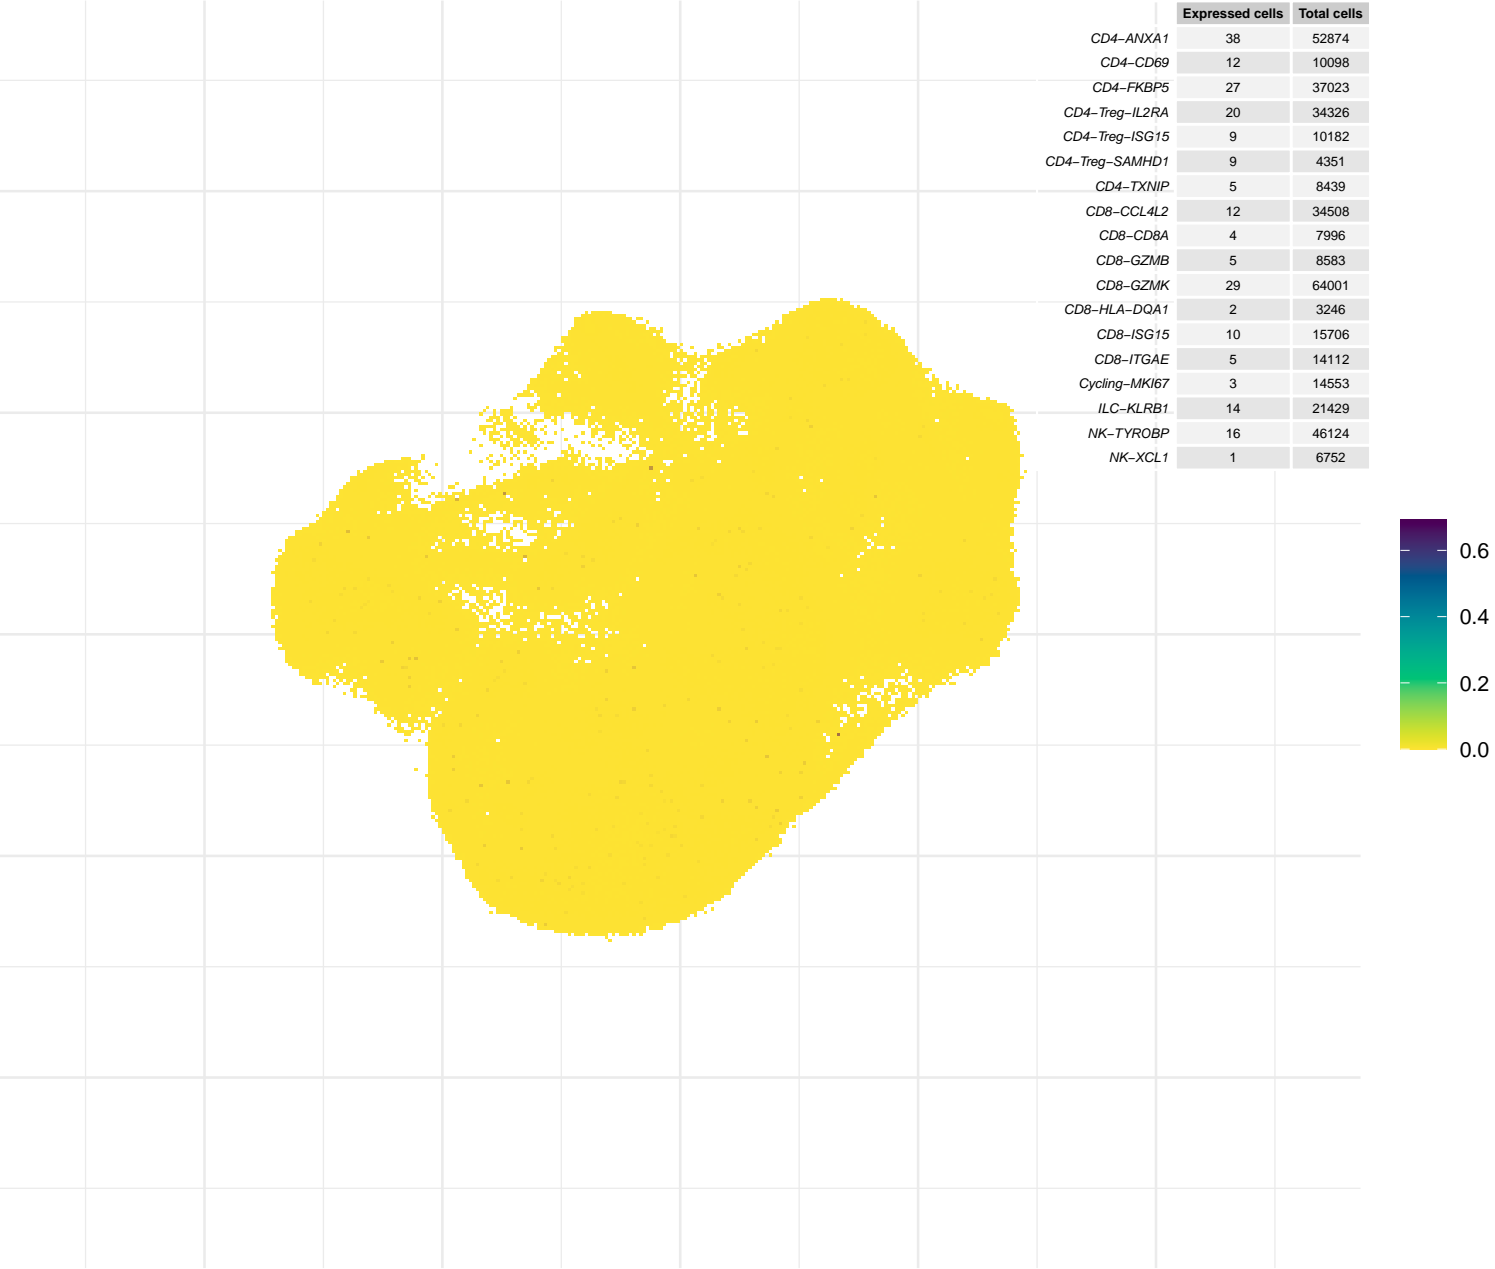 Expressed cells Total cells
CD4−ANXA1 38 52874
CD4−CD69 12 10098
CD4−FKBP5 27 37023
CD4−Treg−IL2RA 20 34326
CD4−Treg−ISG15 9 10182
CD4−Treg−SAMHD1 9 4351
CD4−TXNIP 5 8439
CD8−CCL4L2 12 34508
CD8−CD8A 4 7996
CD8−GZMB 5 8583
CD8−GZMK 29 64001
CD8−HLA−DQA1 2 3246
CD8−ISG15 10 15706
CD8−ITGAE 5 14112
Cycling−MKI67 3 14553
ILC−KLRB1 14 21429
NK−TYROBP 16 46124
NK−XCL1 1 6752
0.6
0.4
0.2
0.0